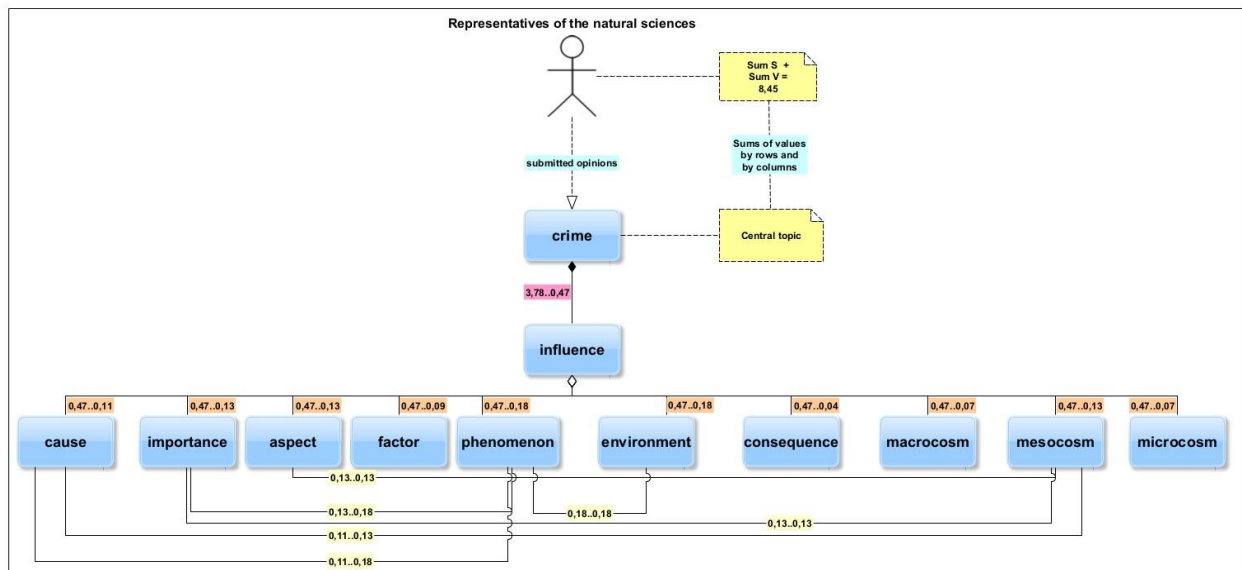 Representatives of the natural sciences
Sum S +
Sum V =
8,45
submitted opinions
Sums of values
by rows and
by columns
crime
Central topic
3,78..0,47
influence
0,47..0,11
0,47..0,13
0,47..0,13
0,47..0,09
0,47..0,18
0,47..0,18
0,47..0,04
0,47..0,07
0,47..0,13
0,47..0,07
cause
importance
aspect
factor
phenomenon
environment
consequence
macrocosm
mesocosm
microcosm
0,13..0,13
0,13..0,18
0,18..0,18
0,13..0,13
0,11..0,13
0,11..0,18